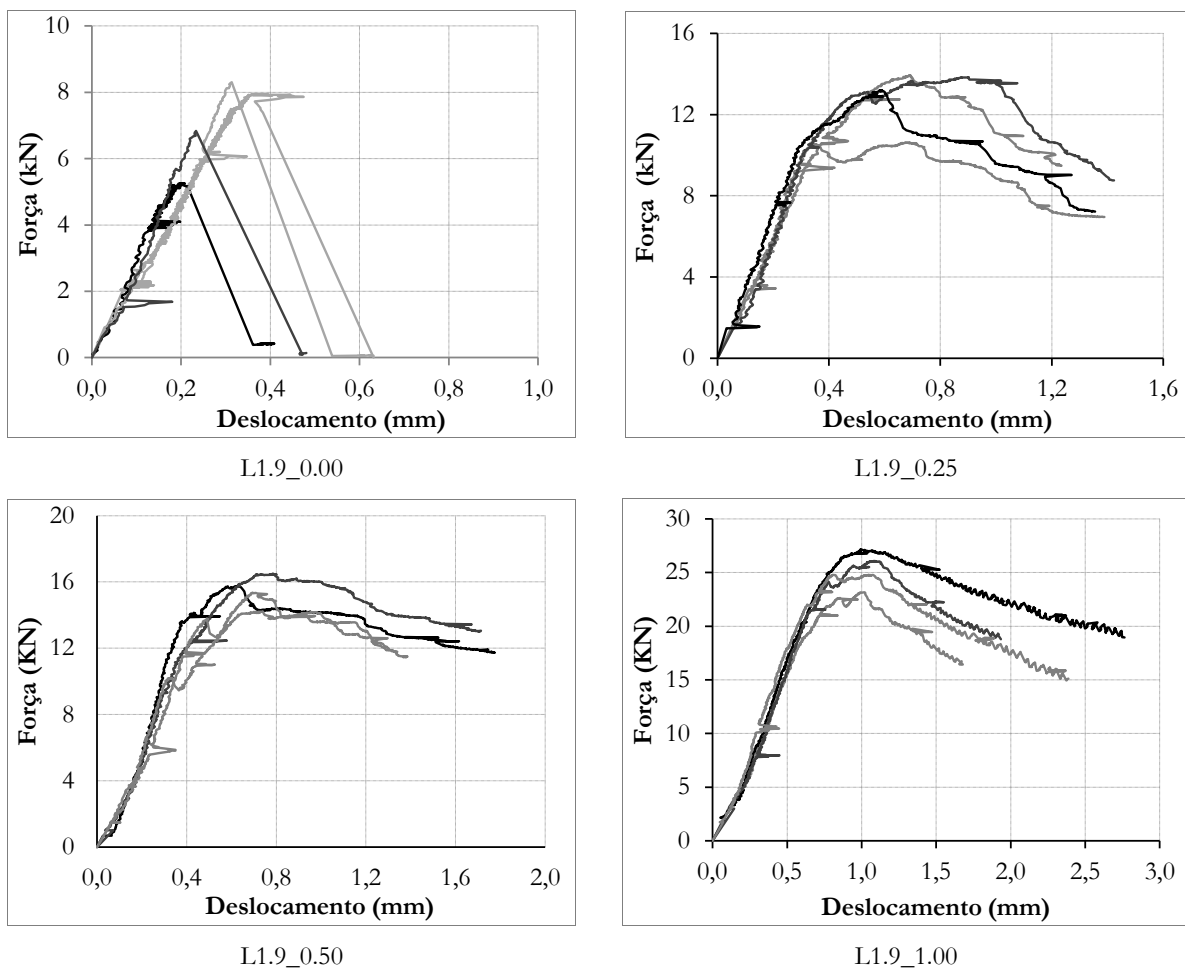 10
8
6
4
2
0
Força (kN)
0,0 0,2 0,4 0,6 0,8 1,0
Deslocamento (mm)
L1.9_0.00
16
12
8
4
0
Força (kN)
0,0 0,4 0,8 1,2 1,6
Deslocamento (mm)
L1.9_0.25
20
16
12
8
4
0
Força (KN)
0,0 0,4 0,8 1,2 1,6 2,0
Deslocamento (mm)
L1.9_0.50
30
25
20
15
10
5
0
Força (KN)
0,0 0,5 1,0 1,5 2,0 2,5 3,0
Deslocamento (mm)
L1.9_1.00